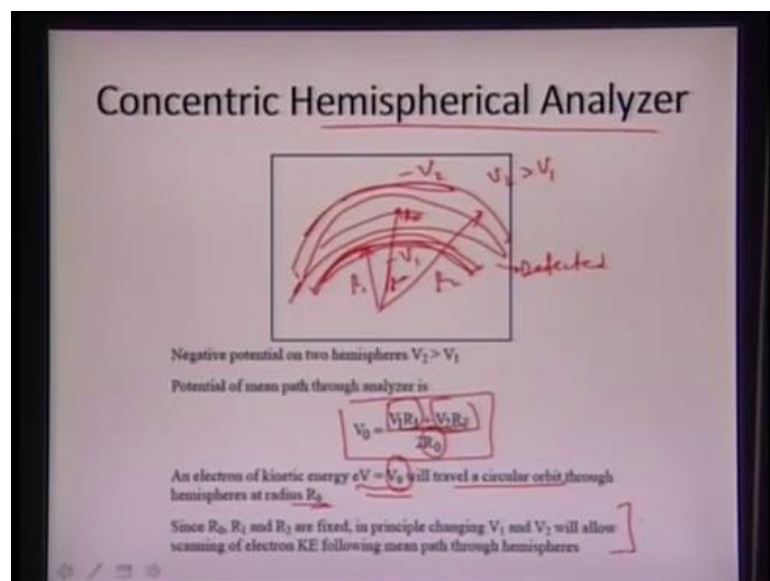 Concentric Hemispherical Analyzer
-V₂ V₂ > V₁
-V₁
R₁ R₂
Negative potential on two hemispheres V₂ > V₁
Potential of mean path through analyzer is
V₀ = V₁R₁ + V₂R₂
2R₀
An electron of kinetic energy eV = V₀ will travel a circular orbit through
hemispheres at radius R₀
Since R₀, R₁ and R₂ are fixed, in principle changing V₁ and V₂ will allow
scanning of electron KE following mean path through hemispheres